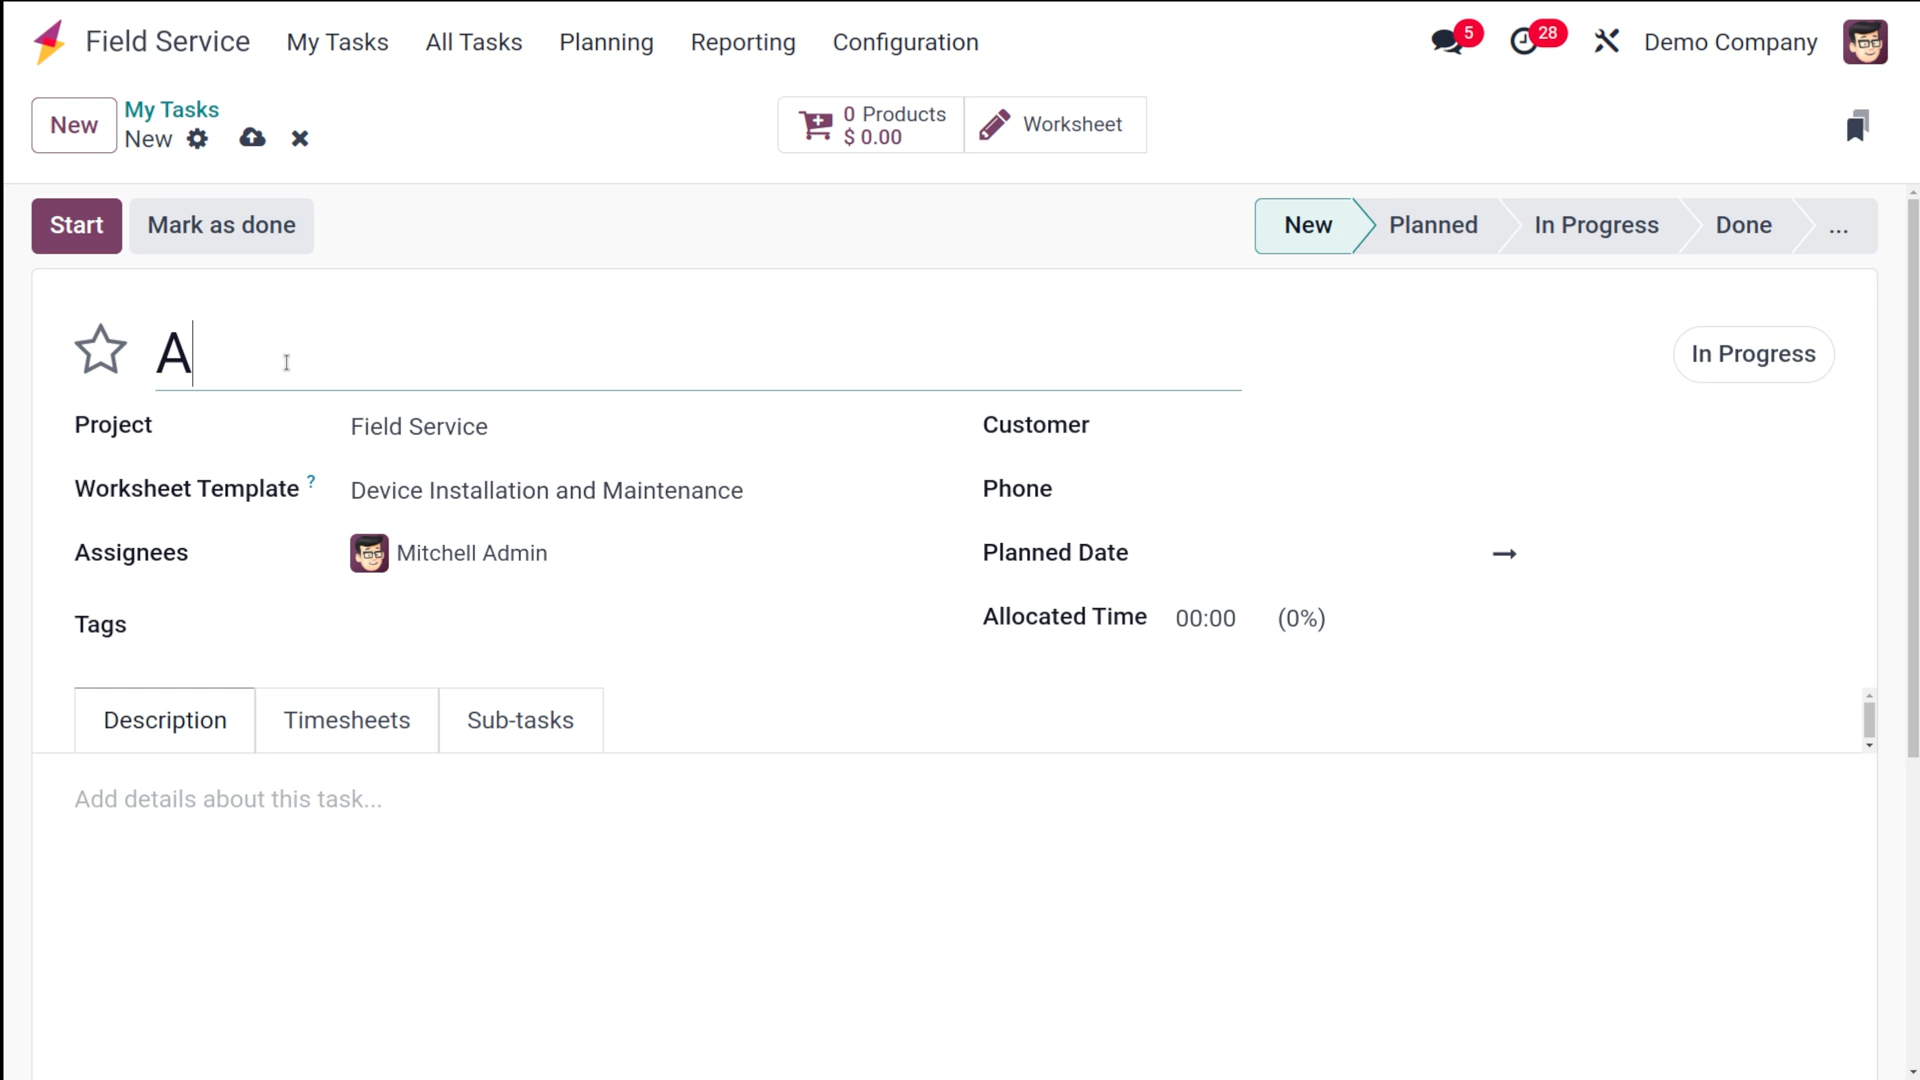 Field Service My Tasks All Tasks Planning Reporting Configuration 5 28 Demo Company
New My Tasks
New
0 Products
$ 0.00
Worksheet
Start Mark as done New Planned In Progress Done ...
A In Progress
Project Field Service Customer
Worksheet Template ? Device Installation and Maintenance Phone
Assignees Mitchell Admin Planned Date →
Tags Allocated Time 00:00 (0%)
Description Timesheets Sub-tasks
Add details about this task...